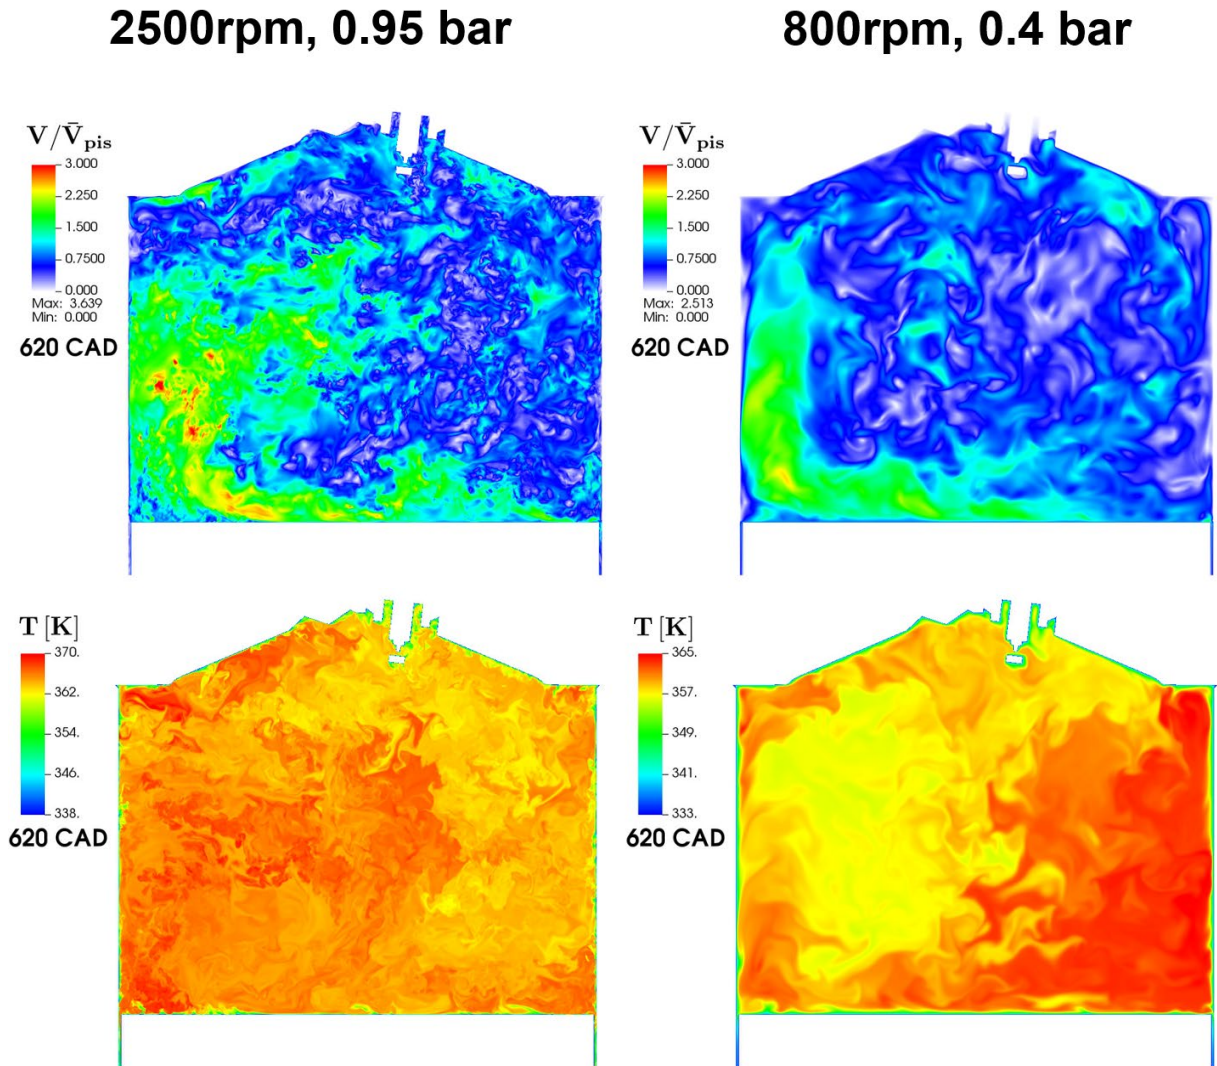 2500rpm, 0.95 bar
800rpm, 0.4 bar
V/V̄pis
3.000
2.250
1.500
0.7500
0.000
Max: 3.639
Min: 0.000
620 CAD
V/V̄pis
3.000
2.250
1.500
0.7500
0.000
Max: 2.513
Min: 0.000
620 CAD
T [K]
370.
362.
354.
346.
338.
620 CAD
T [K]
365.
357.
349.
341.
333.
620 CAD